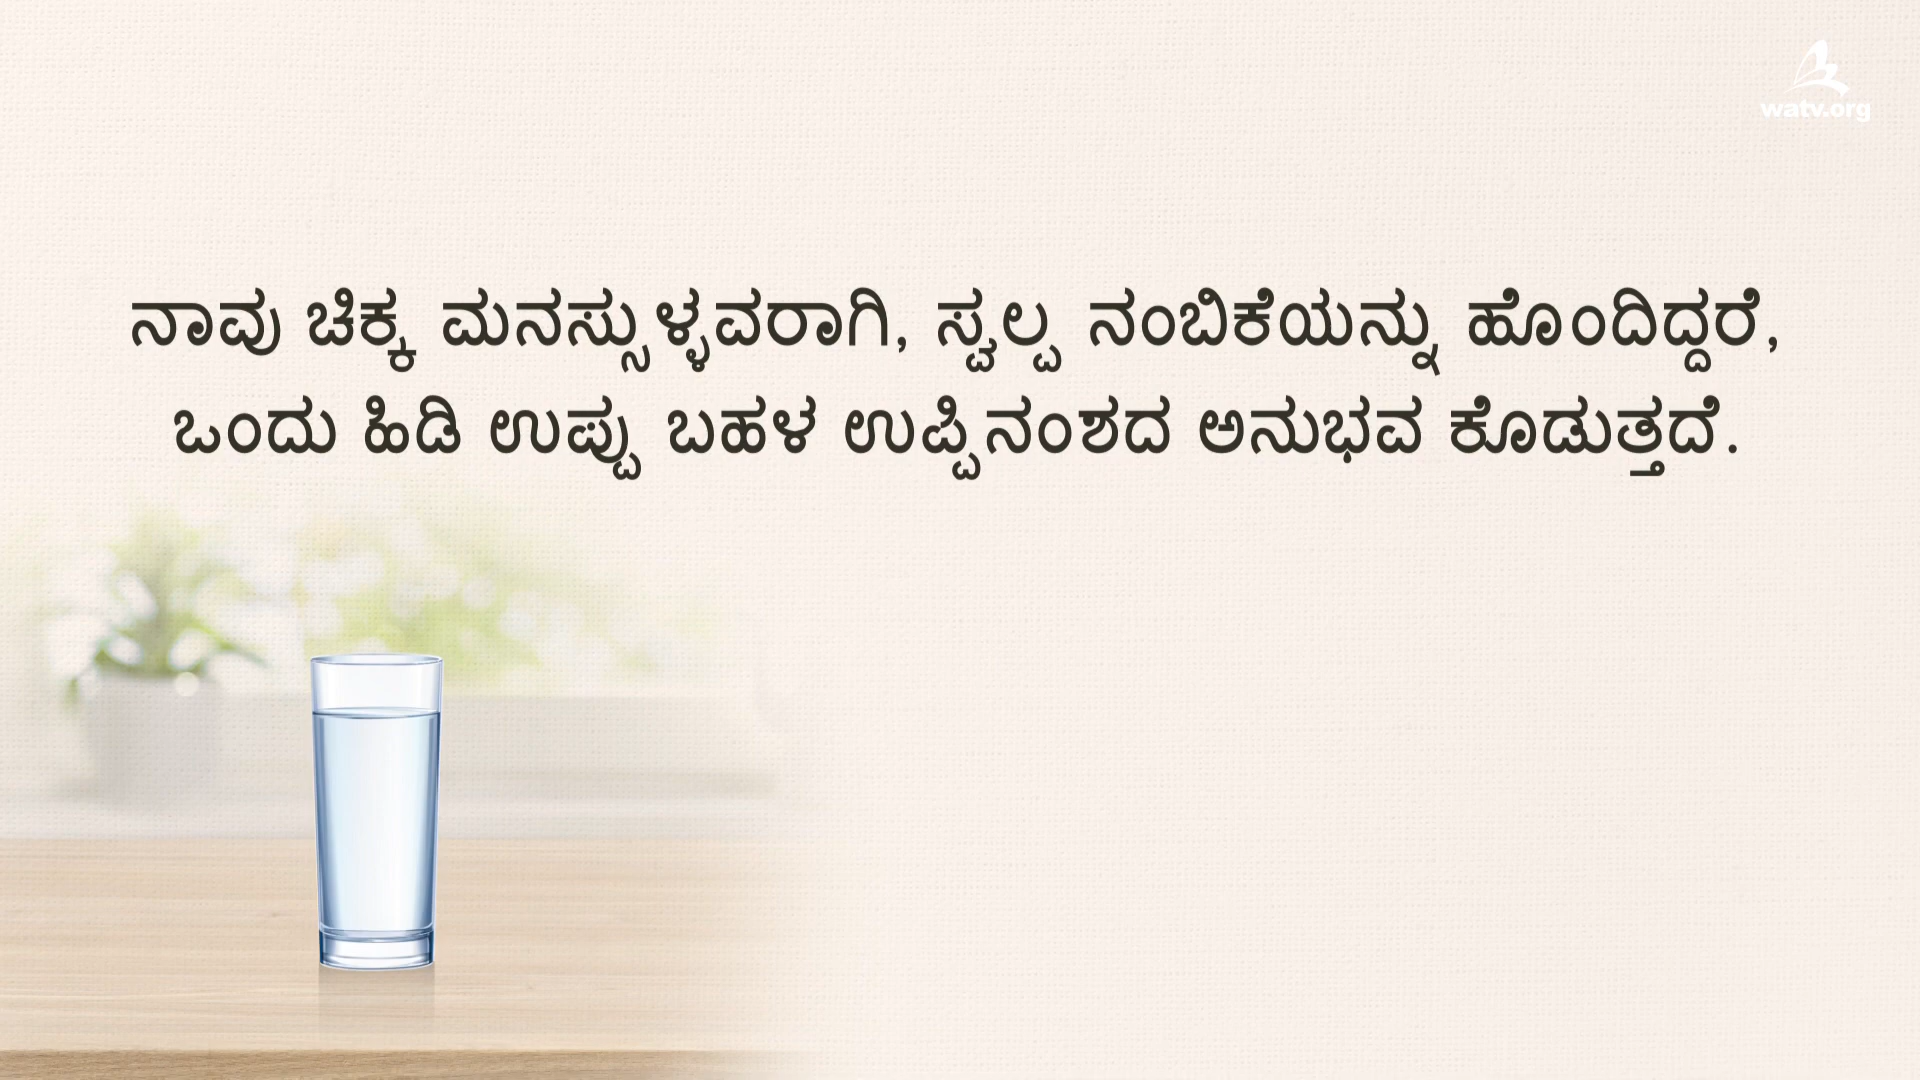 watv.org
ನಾವು ಚಿಕ್ಕ ಮನಸ್ಸುಳ್ಳವರಾಗಿ, ಸ್ವಲ್ಪ ನಂಬಿಕೆಯನ್ನು ಹೊಂದಿದ್ದರೆ,
ಒಂದು ಹಿಡಿ ಉಪ್ಪು ಬಹಳ ಉಪ್ಪಿನಂಶದ ಅನುಭವ ಕೊಡುತ್ತದೆ.